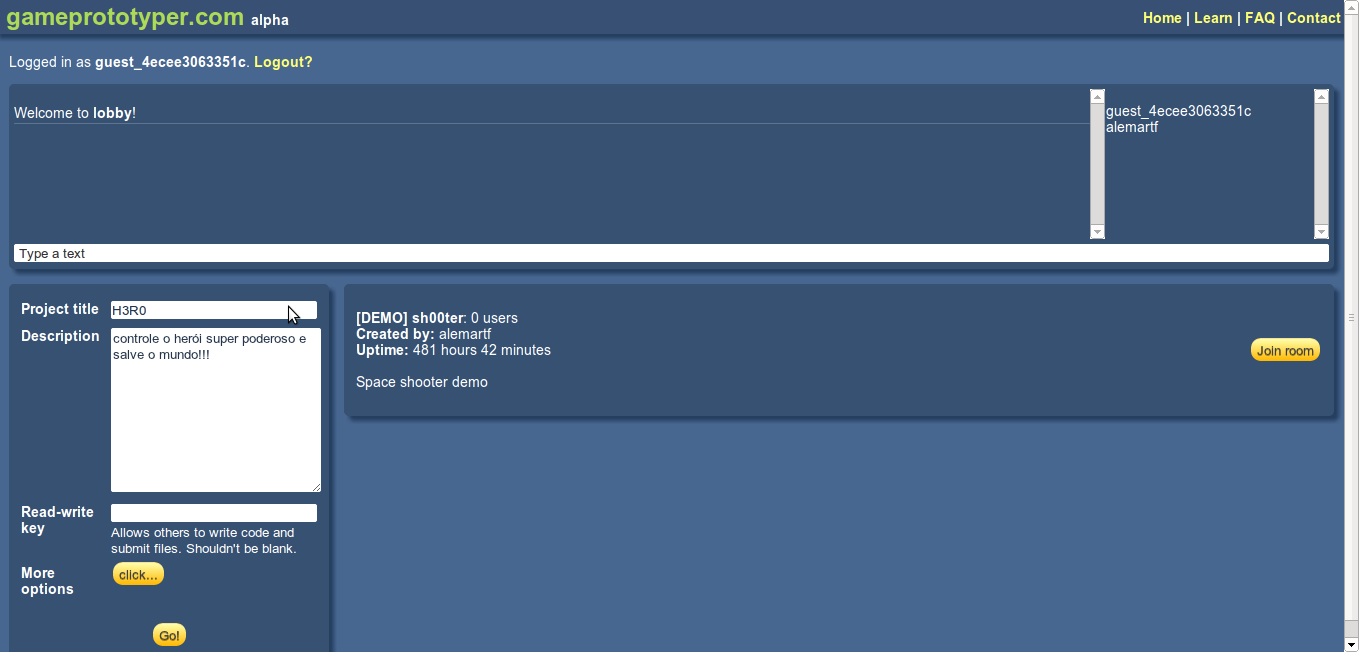 gameprototyper.com alpha
Home | Learn | FAQ | Contact
Logged in as guest_4ecee3063351c. Logout?
Welcome to lobby!
guest_4ecee3063351c
alemartf
Type a text
Project title
H3R0
Description
controle o herói super poderoso e
salve o mundo!!!
Read-write
key
Allows others to write code and
submit files. Shouldn't be blank.
More
options
click...
Go!
[DEMO] sh00ter: 0 users
Created by: alemartf
Uptime: 481 hours 42 minutes
Join room
Space shooter demo